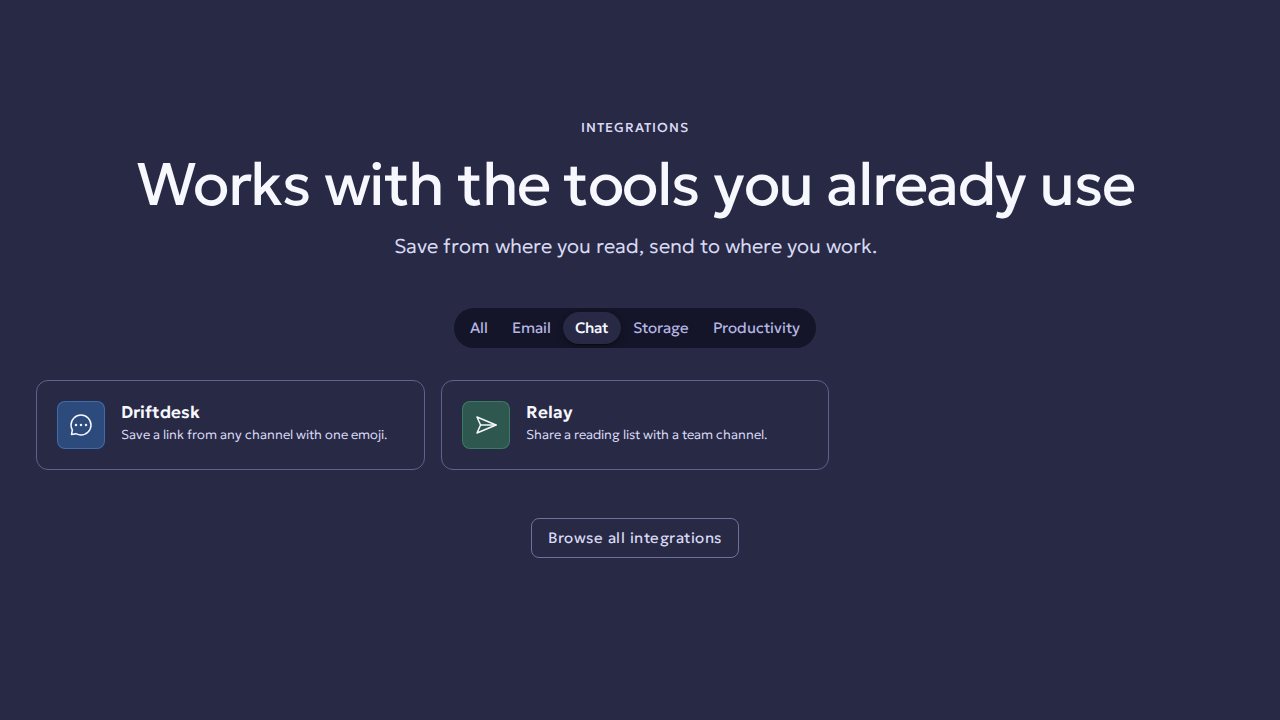 INTEGRATIONS
Works with the tools you already use
Save from where you read, send to where you work.
All Email Chat Storage Productivity
Driftdesk
Save a link from any channel with one emoji.
Relay
Share a reading list with a team channel.
Browse all integrations